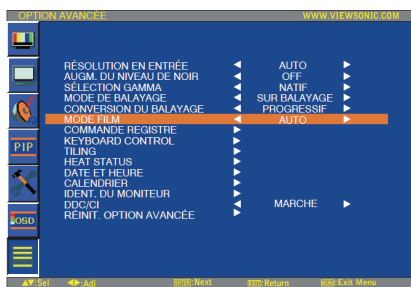 OPTION AVANCÉE WWW.VIEWSONIC.COM
RÉSOLUTION EN ENTRÉE AUTO
AUGM. DU NIVEAU DE NOIR OFF
SÉLECTION GAMMA NATIF
MODE DE BALAYAGE SUR BALAYAGE
CONVERSION DU BALAYAGE PROGRESSIF
MODE FILM AUTO
COMMANDE REGISTRE
KEYBOARD CONTROL
TILING
HEAT STATUS
DATE ET HEURE
CALENDRIER
IDENT. DU MONITEUR
DDC/CI MARCHE
RÉINIT. OPTION AVANCÉE
PIP
OSD
▲▼:Sel ◀▶:Adj ENTER:Next EXIT:Return MENU:Exit Menu